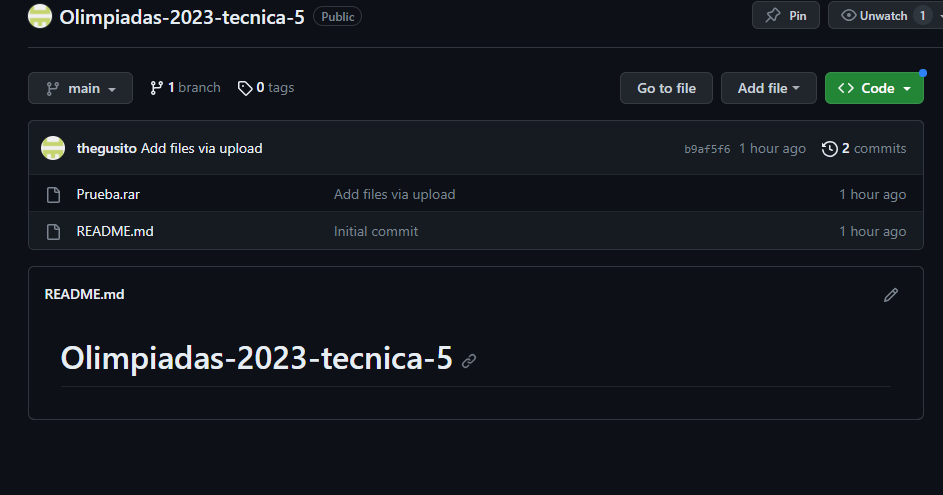 Olimpiadas-2023-tecnica-5 Public Pin Unwatch 1
main 1 branch 0 tags Go to file Add file <> Code
thegusito Add files via upload b9af5f6 1 hour ago 2 commits
Prueba.rar Add files via upload 1 hour ago
README.md Initial commit 1 hour ago
README.md
Olimpiadas-2023-tecnica-5